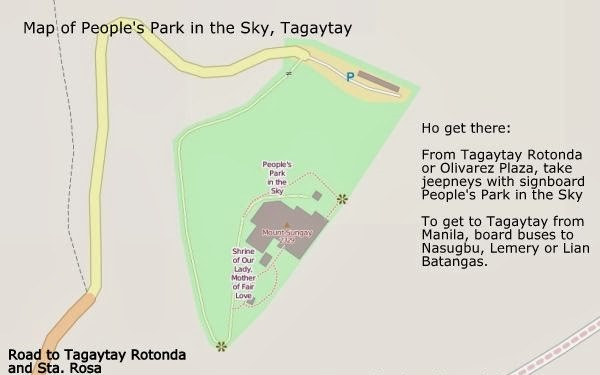 Map of People's Park in the Sky, Tagaytay
P
Ho get there:
From Tagaytay Rotonda
or Olivarez Plaza, take
jeepneys with signboard
People's Park in the Sky
To get to Tagaytay from
Manila, board buses to
Nasugbu, Lemery or Lian
Batangas.
People's
Park
in the
Sky
Mount Sungay
Shrine
of Our
Lady,
Mother
of Fair
Love
Road to Tagaytay Rotonda
and Sta. Rosa